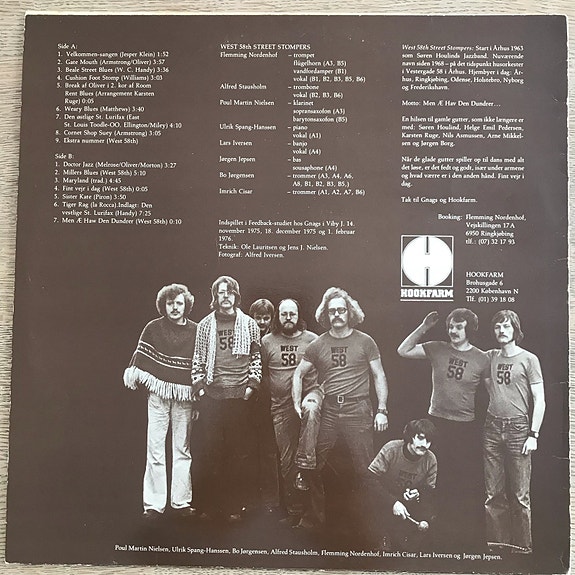 Side A:
1. Velkommen-sangen (Jesper Klein) 1:52
2. Gate Mouth (Armstrong/Oliver) 3:57
3. Beale Street Blues (W. C. Handy) 3:36
4. Cushion Foot Stomp (Williams) 3:03
5. Break af Oliver i 2. kor af Room
Rent Blues (Arrangement Karsten
Ruge) 0:05
6. Weary Blues (Matthews) 3:40
7. Den østlige St. Lurifax (East
St. Louis Toodle-OO. Ellington/Miley) 4:10
8. Cornet Shop Suey (Armstrong) 3:05
9. Ekstra nummer (West 58th)
Side B:
1. Doctor Jazz (Melrose/Oliver/Morton) 3:27
2. Millers Blues (West 58th) 5:10
3. Maryland (trad.) 4:45
4. Fint vejr i dag (West 58th) 0:05
5. Sister Kate (Piron) 3:50
6. Tiger Rag (la Rocca).Indlagt: Den
vestlige St. Lurifax (Handy) 7:25
7. Men Æ Haw Den Dundrer (West 58th) 0:10
WEST 58th STREET STOMPERS
Flemming Nordenhof – trompet
flügelhorn (A3, B5)
vandfordamper (B1)
vokal (B1, B2, B3, B5, B6)
Alfred Stausholm – trombone
vokal (B2, B3, B6)
Poul Martin Nielsen – klarinet
sopransaxofon (A3)
barytonsaxofon (B5)
Ulrik Spang-Hanssen – piano
vokal (A1)
Lars Iversen – banjo
vokal (A4)
Jørgen Jepsen – bas
sousaphone (A4)
Bo Jørgensen – trommer (A3, A4, A6,
A8, B1, B2, B3, B5,)
Imrich Cisar – trommer (A1, A2, A7, B6)
Indspillet i Feedback-studiet hos Gnags i Viby J. 14.
november 1975, 18. december 1975 og 1. februar
1976.
Teknik: Ole Lauritsen og Jens J. Nielsen.
Fotograf: Alfred Iversen.
West 58th Street Stompers: Start i Århus 1963
som Søren Houlinds Jazzband. Nuværende
navn siden 1968 – på det tidspunkt husorkester
i Vestergade 58 i Århus. Hjembyer i dag: År-
hus, Ringkjøbing, Odense, Holstebro, Nyborg
og Frederikshavn.
Motto: Men Æ Hav Den Dundrer…
En hilsen til gamle gutter, som ikke længere er
med: Søren Houlind, Helge Emil Pedersen,
Karsten Ruge, Nils Asmussen, Arne Mikkel-
sen og Jørgen Borg.
Når de glade gutter spiller op til dans med alt
det løse, er det fedt og godt, især under armene
og hvad værre er i den anden hånd. Fint vejr i
dag.
Tak til Gnags og Hookfarm.
Booking: Flemming Nordenhof,
Vejskillingen 17 A
6950 Ringkjøbing
tlf.: (07) 32 17 93
HOOKFARM
HOOKFARM
Brohusgade 6
2200 København N
Tlf. (01) 39 18 08
WEST
58
WEST
58
WEST
58
WEST
58
WEST
58
WEST
58
Poul Martin Nielsen, Ulrik Spang-Hanssen, Bo Jørgensen, Alfred Stausholm, Flemming Nordenhof, Imrich Cisar, Lars Iversen og Jørgen Jepsen.